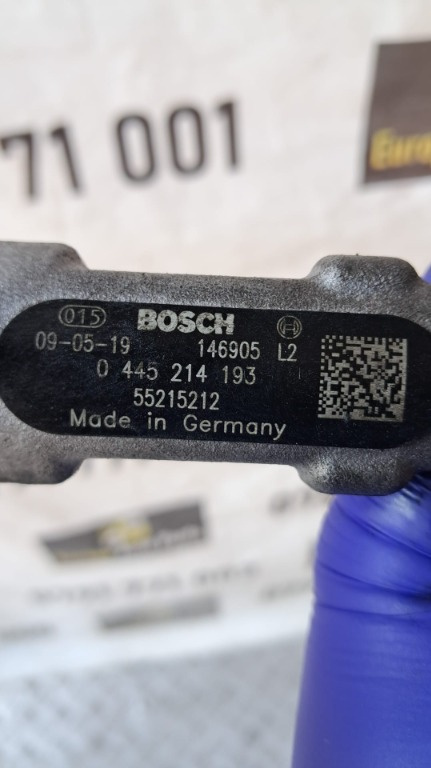 71 001
Euro
015 BOSCH
09-05-19 146905 L2
0 445 214 193
55215212
Made in Germany